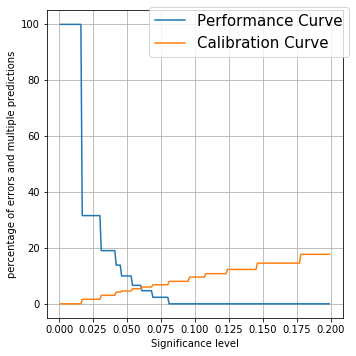 Performance Curve
Calibration Curve
percentage of errors and multiple predictions
100
80
60
40
20
0
0.000 0.025 0.050 0.075 0.100 0.125 0.150 0.175 0.200
Significance level